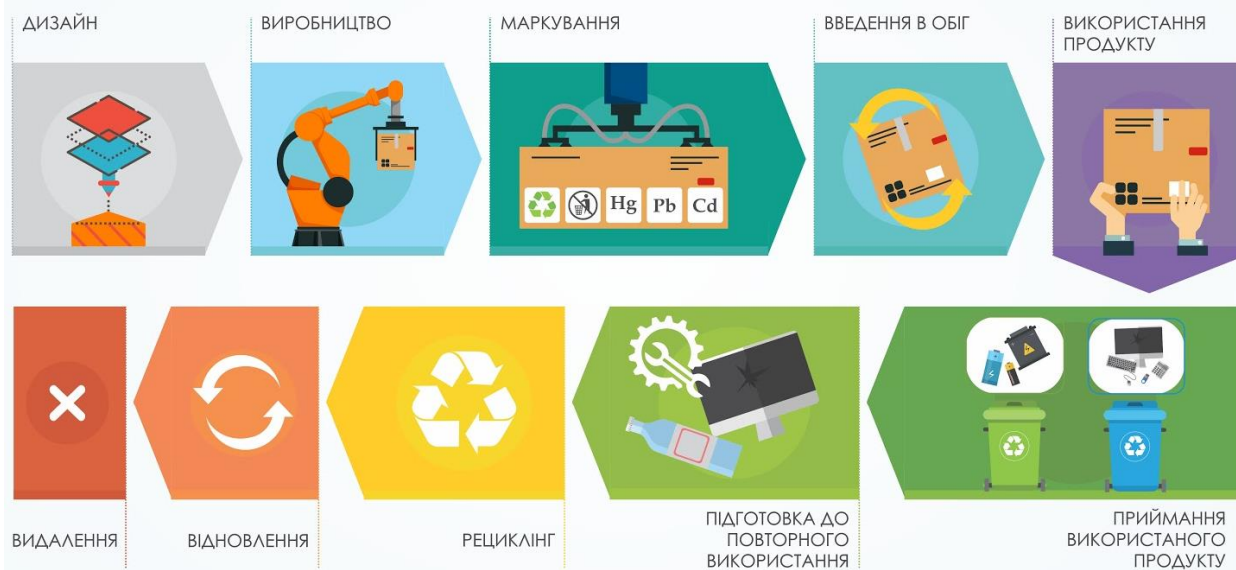 ДИЗАЙН
ВИРОБНИЦТВО
МАРКУВАННЯ
ВВЕДЕННЯ В ОБІГ
ВИКОРИСТАННЯ
ПРОДУКТУ
Hg Pb Cd
ВИДАЛЕННЯ
ВІДНОВЛЕННЯ
РЕЦИКЛІНГ
ПІДГОТОВКА ДО
ПОВТОРНОГО
ВИКОРИСТАННЯ
ПРИЙМАННЯ
ВИКОРИСТАНОГО
ПРОДУКТУ